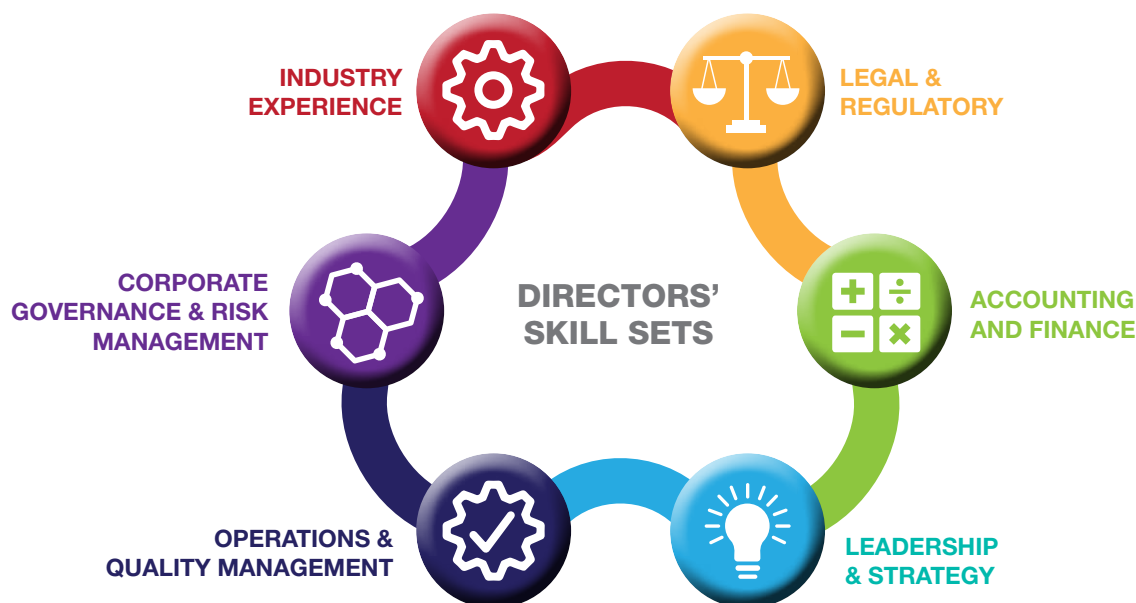 INDUSTRY
EXPERIENCE
LEGAL &
REGULATORY
CORPORATE
GOVERNANCE & RISK
MANAGEMENT
DIRECTORS’
SKILL SETS
ACCOUNTING
AND FINANCE
OPERATIONS &
QUALITY MANAGEMENT
LEADERSHIP
& STRATEGY